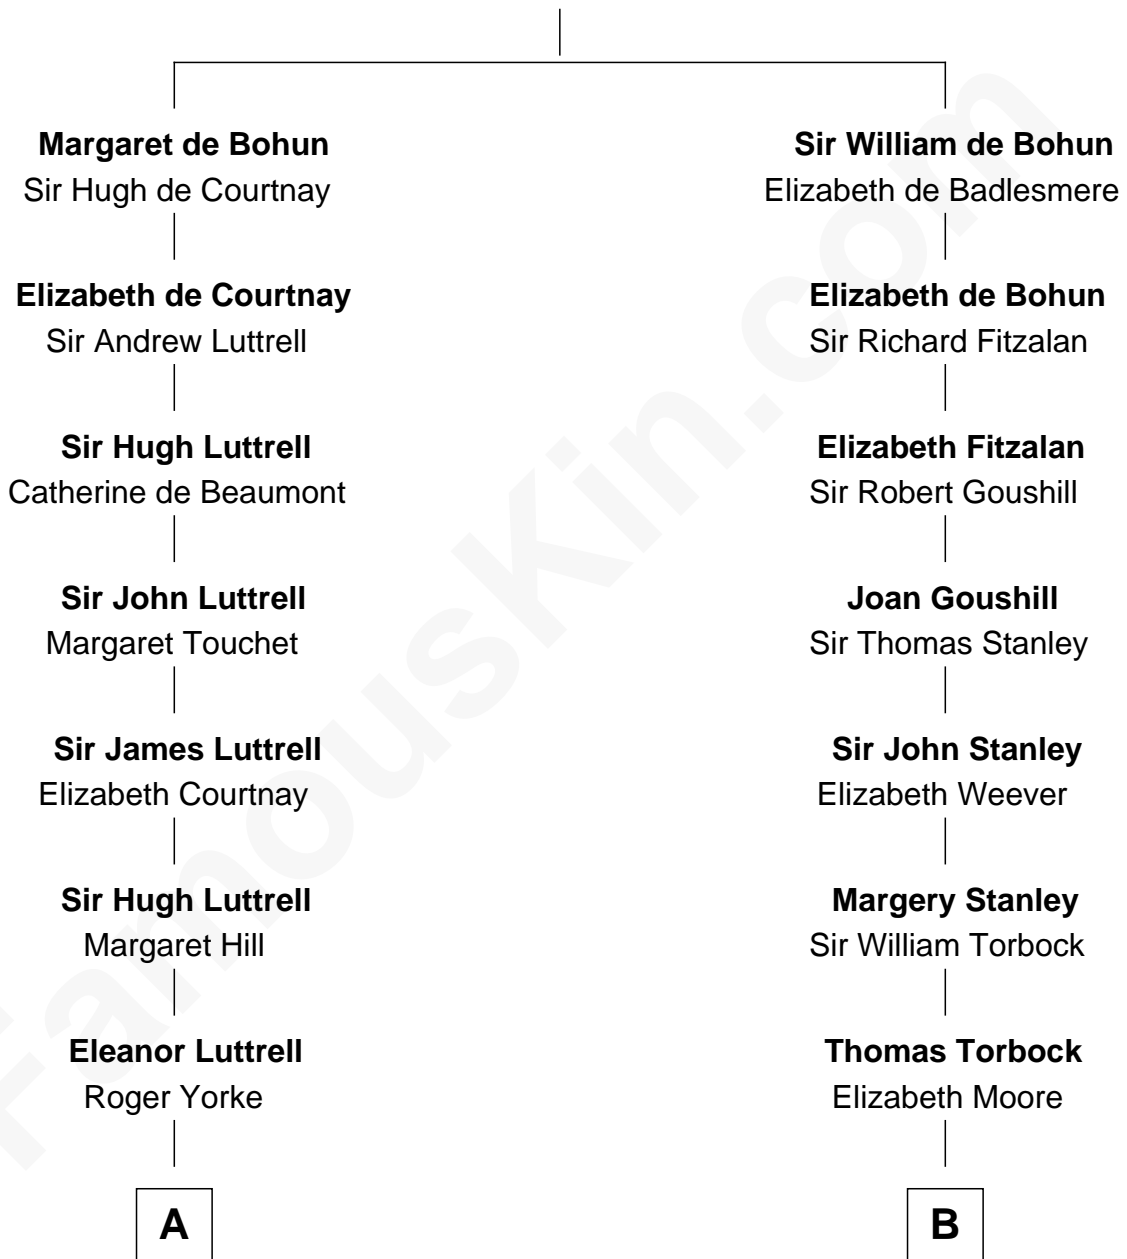 Margaret de Bohun
Sir Hugh de Courtnay
Elizabeth de Courtnay
Sir Andrew Luttrell
Sir Hugh Luttrell
Catherine de Beaumont
Sir John Luttrell
Margaret Touchet
Sir James Luttrell
Elizabeth Courtnay
Sir Hugh Luttrell
Margaret Hill
Eleanor Luttrell
Roger Yorke
A
Sir William de Bohun
Elizabeth de Badlesmere
Elizabeth de Bohun
Sir Richard Fitzalan
Elizabeth Fitzalan
Sir Robert Goushill
Joan Goushill
Sir Thomas Stanley
Sir John Stanley
Elizabeth Weever
Margery Stanley
Sir William Torbock
Thomas Torbock
Elizabeth Moore
B
FamousKin.com